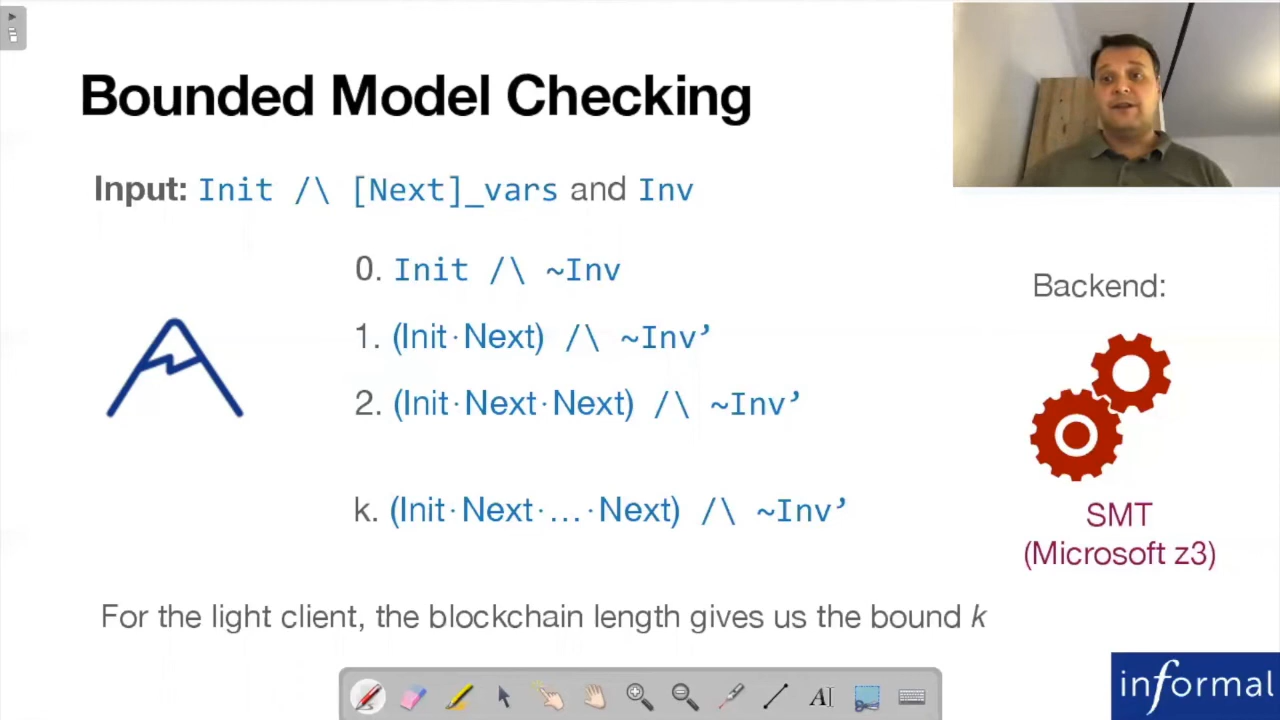 Bounded Model Checking
Input: Init /\ [Next]_vars and Inv
0. Init /\ ~Inv
1. (Init·Next) /\ ~Inv’
2. (Init·Next·Next) /\ ~Inv’
k. (Init·Next·…·Next) /\ ~Inv’
Backend:
SMT
(Microsoft z3)
For the light client, the blockchain length gives us the bound k
AI
informal